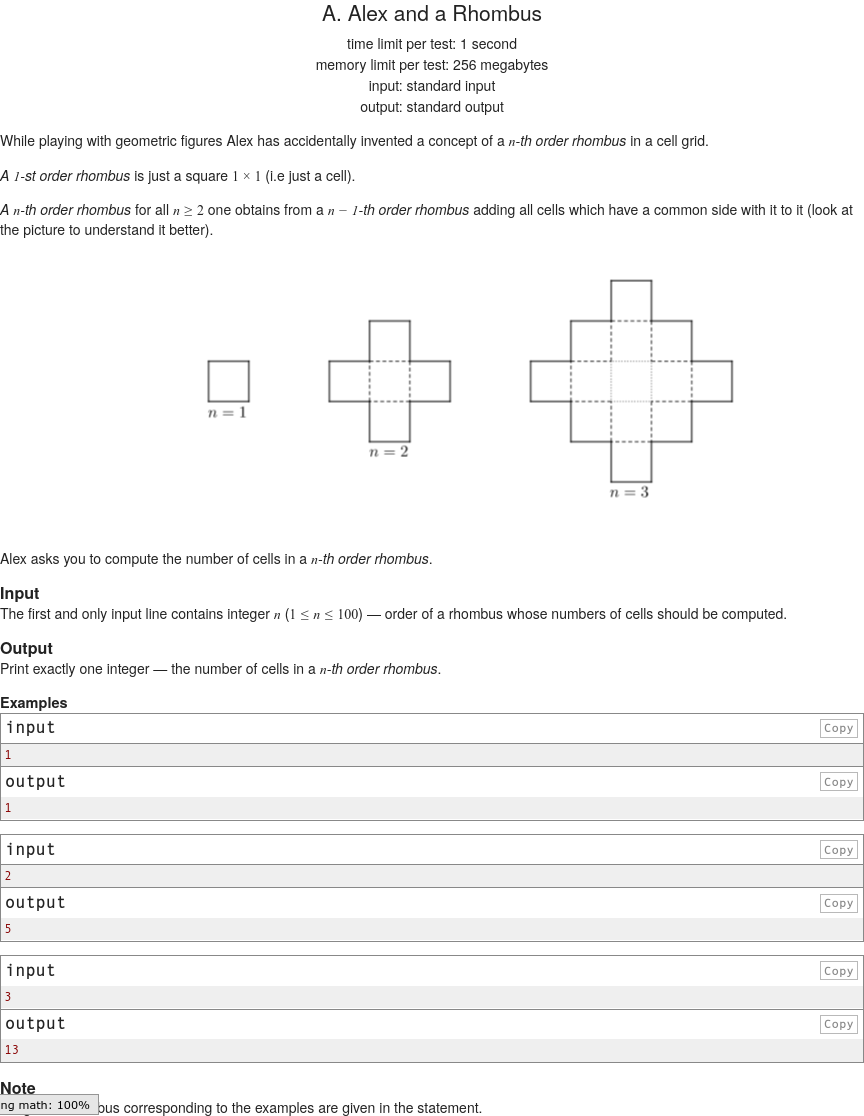 A. Alex and a Rhombus
time limit per test: 1 second
memory limit per test: 256 megabytes
input: standard input
output: standard output
While playing with geometric figures Alex has accidentally invented a concept of a n-th order rhombus in a cell grid.
A 1-st order rhombus is just a square 1 × 1 (i.e just a cell).
A n-th order rhombus for all n ≥ 2 one obtains from a n − 1-th order rhombus adding all cells which have a common side with it to it (look at
the picture to understand it better).
n = 1
n = 2
n = 3
Alex asks you to compute the number of cells in a n-th order rhombus.
Input
The first and only input line contains integer n (1 ≤ n ≤ 100) — order of a rhombus whose numbers of cells should be computed.
Output
Print exactly one integer — the number of cells in a n-th order rhombus.
Examples
input Copy
1
output Copy
1
input Copy
2
output Copy
5
input Copy
3
output Copy
13
Note
ng math: 100%
bus corresponding to the examples are given in the statement.